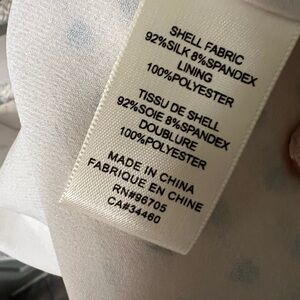 SHELL FABRIC
92%SILK 8%SPANDEX
LINING
100%POLYESTER
TISSU DE SHELL
92%SOIE 8%SPANDEX
DOUBLURE
100%POLYESTER
MADE IN CHINA
FABRIQUE EN CHINE
RN#96705
CA#34460